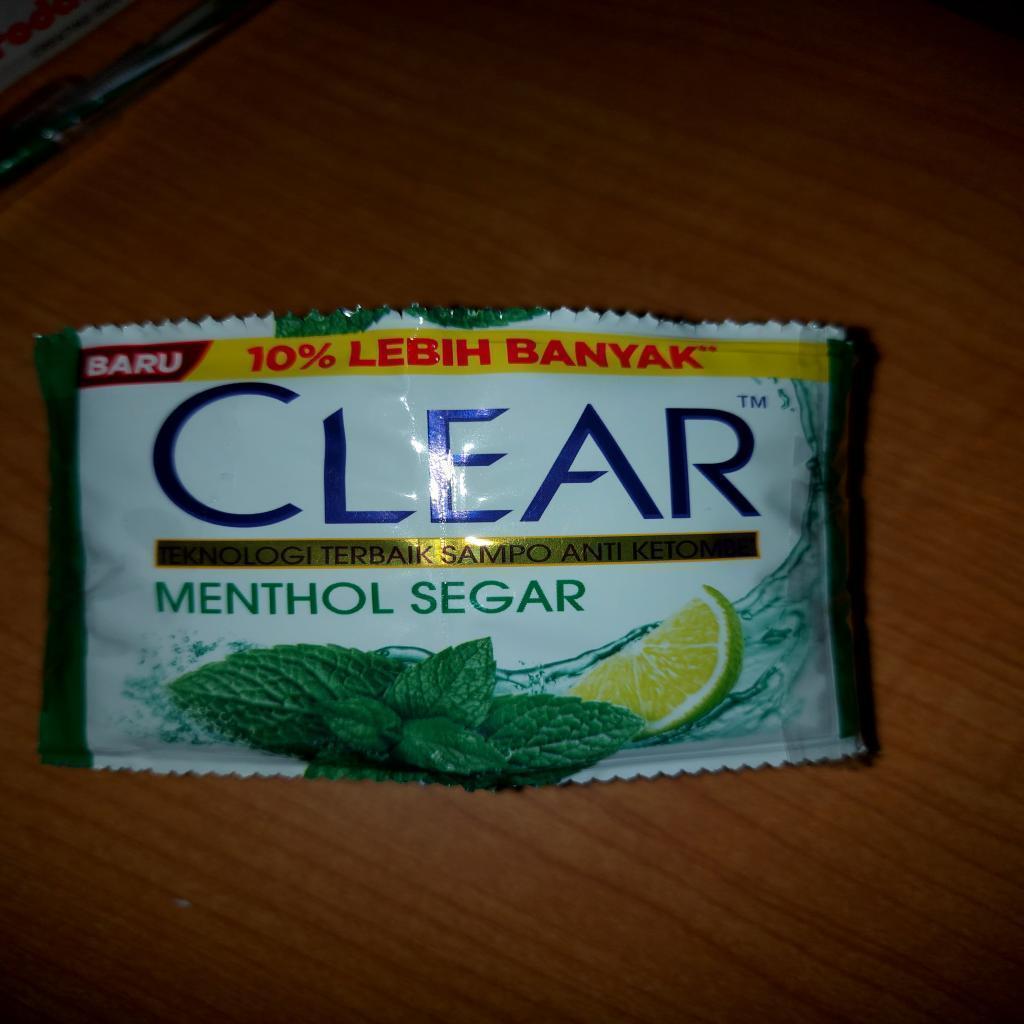 BARU 10% LEBIH BANYAK**
CLEAR™
TEKNOLOGI TERBAIK SAMPO ANTI KETOMBE
MENTHOL SEGAR